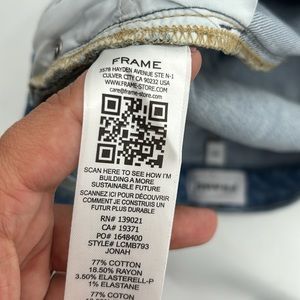 FRAME
3578 HAYDEN AVENUE STE N-1
CULVER CITY CA 90232 USA
FRAME-STORE.COM
care@frame-store.com
SCAN HERE TO SEE HOW I'M
BUILDING A MORE
SUSTAINABLE FUTURE
SCANNEZ ICI POUR DÉCOUVRIR
COMMENT JE CONSTRUIS
UN FUTUR PLUS DURABLE
RN# 139021
CA# 19371
PO# 1648400
STYLE# LCMB793
JONAH
77% COTTON
18.50% RAYON
3.50% ELASTERELL-P
1% ELASTANE
77% COTON